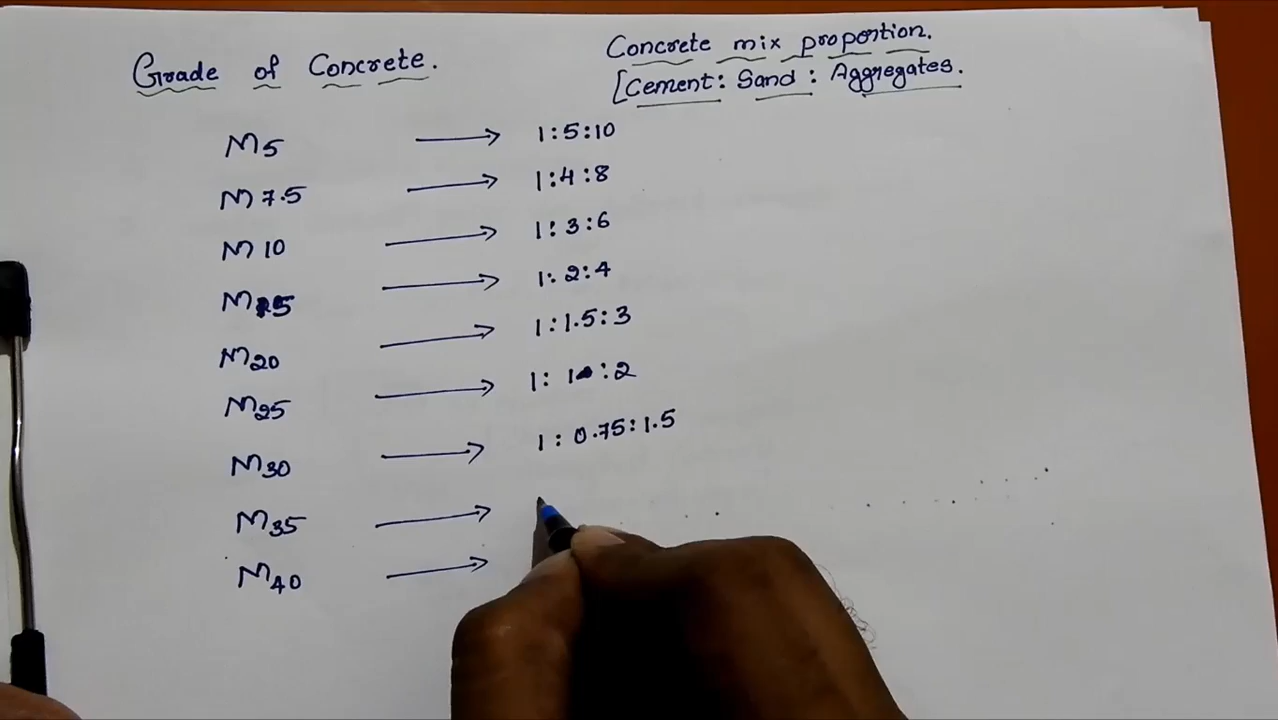 Grade of Concrete.
Concrete mix proportion.
[Cement: Sand: Aggregates.
M5 → 1:5:10
M7.5 → 1:4:8
M10 → 1:3:6
M15 → 1:2:4
M20 → 1:1.5:3
M25 → 1:1:2
M30 → 1:0.75:1.5
M35 →
M40 →